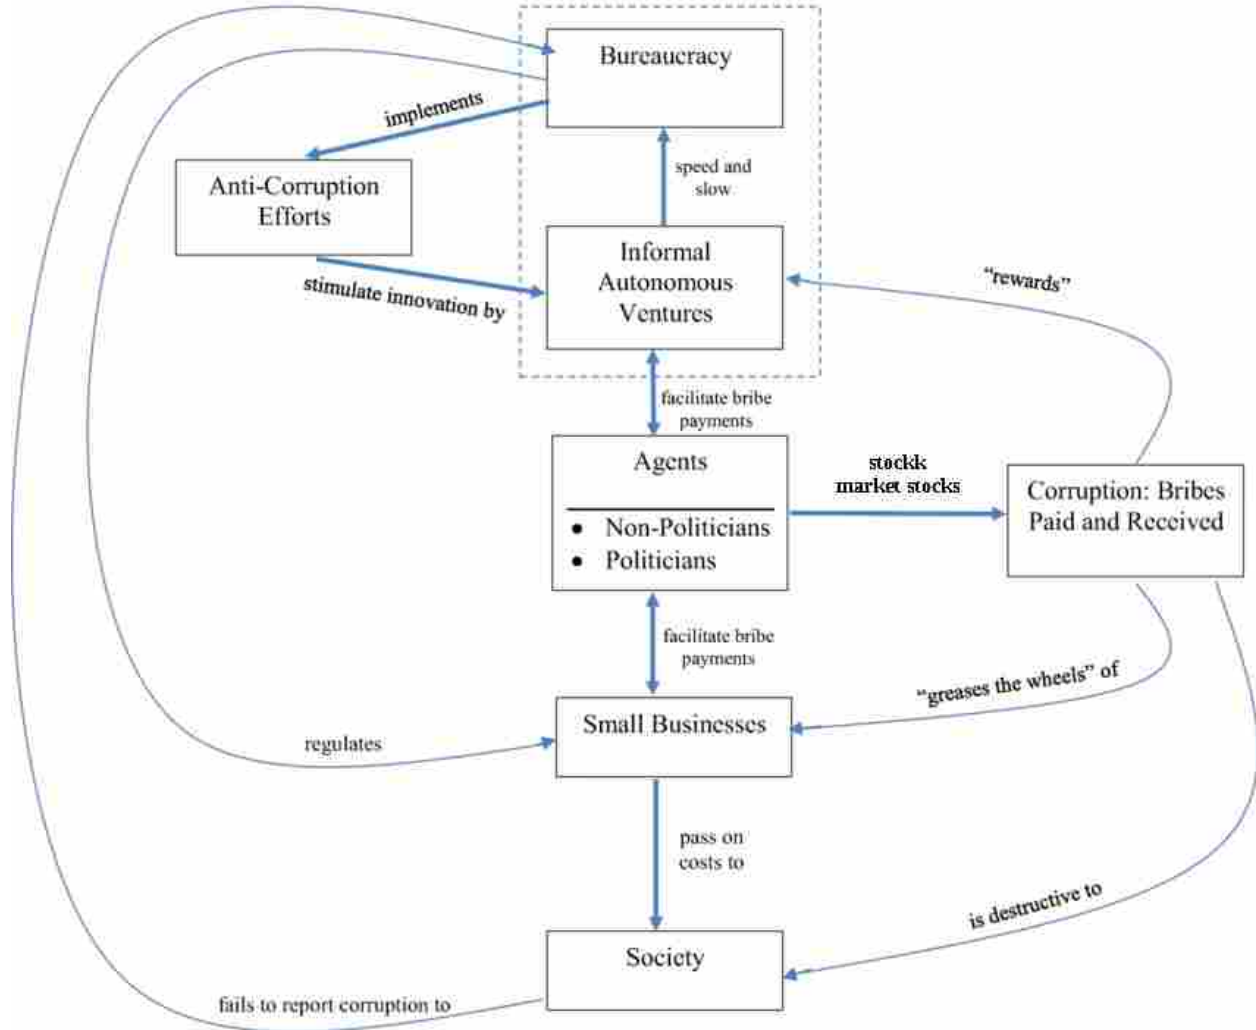 Bureaucracy
implements
speed and
slow
Anti-Corruption
Efforts
stimulate innovation by
Informal
Autonomous
Ventures
“rewards”
facilitate bribe
payments
Agents
• Non-Politicians
• Politicians
stockk
market stocks
Corruption: Bribes
Paid and Received
facilitate bribe
payments
“greases the wheels” of
Small Businesses
regulates
pass on
costs to
is destructive to
Society
fails to report corruption to